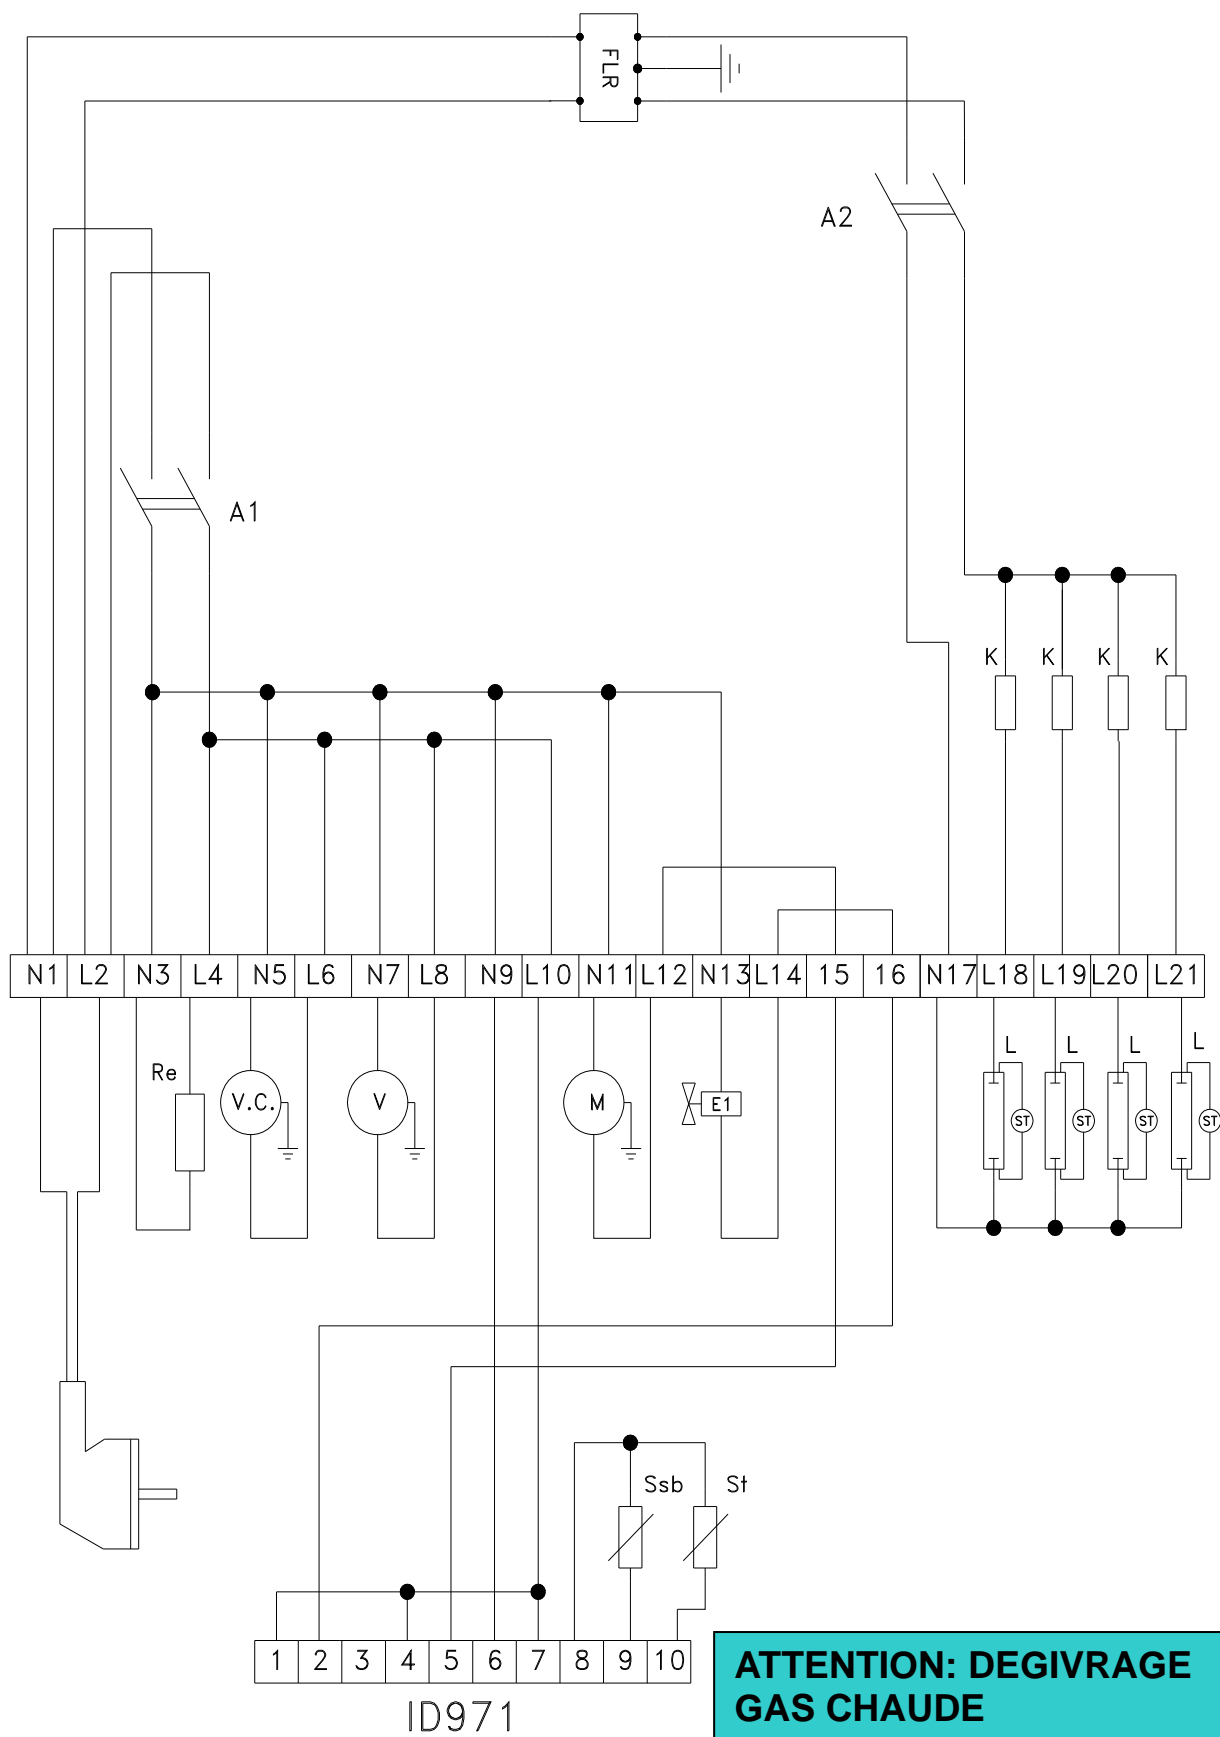 FLR
A2
A1
K K K K
N1 L2 N3 L4 N5 L6 N7 L8 N9 L10 N11 L12 N13 L14 15 16 N17 L18 L19 L20 L21
L L L L
Re
V.C. V M E1
ST ST ST ST
Ssb St
1 2 3 4 5 6 7 8 9 10
ID971
ATTENTION: DEGIVRAGE
GAS CHAUDE